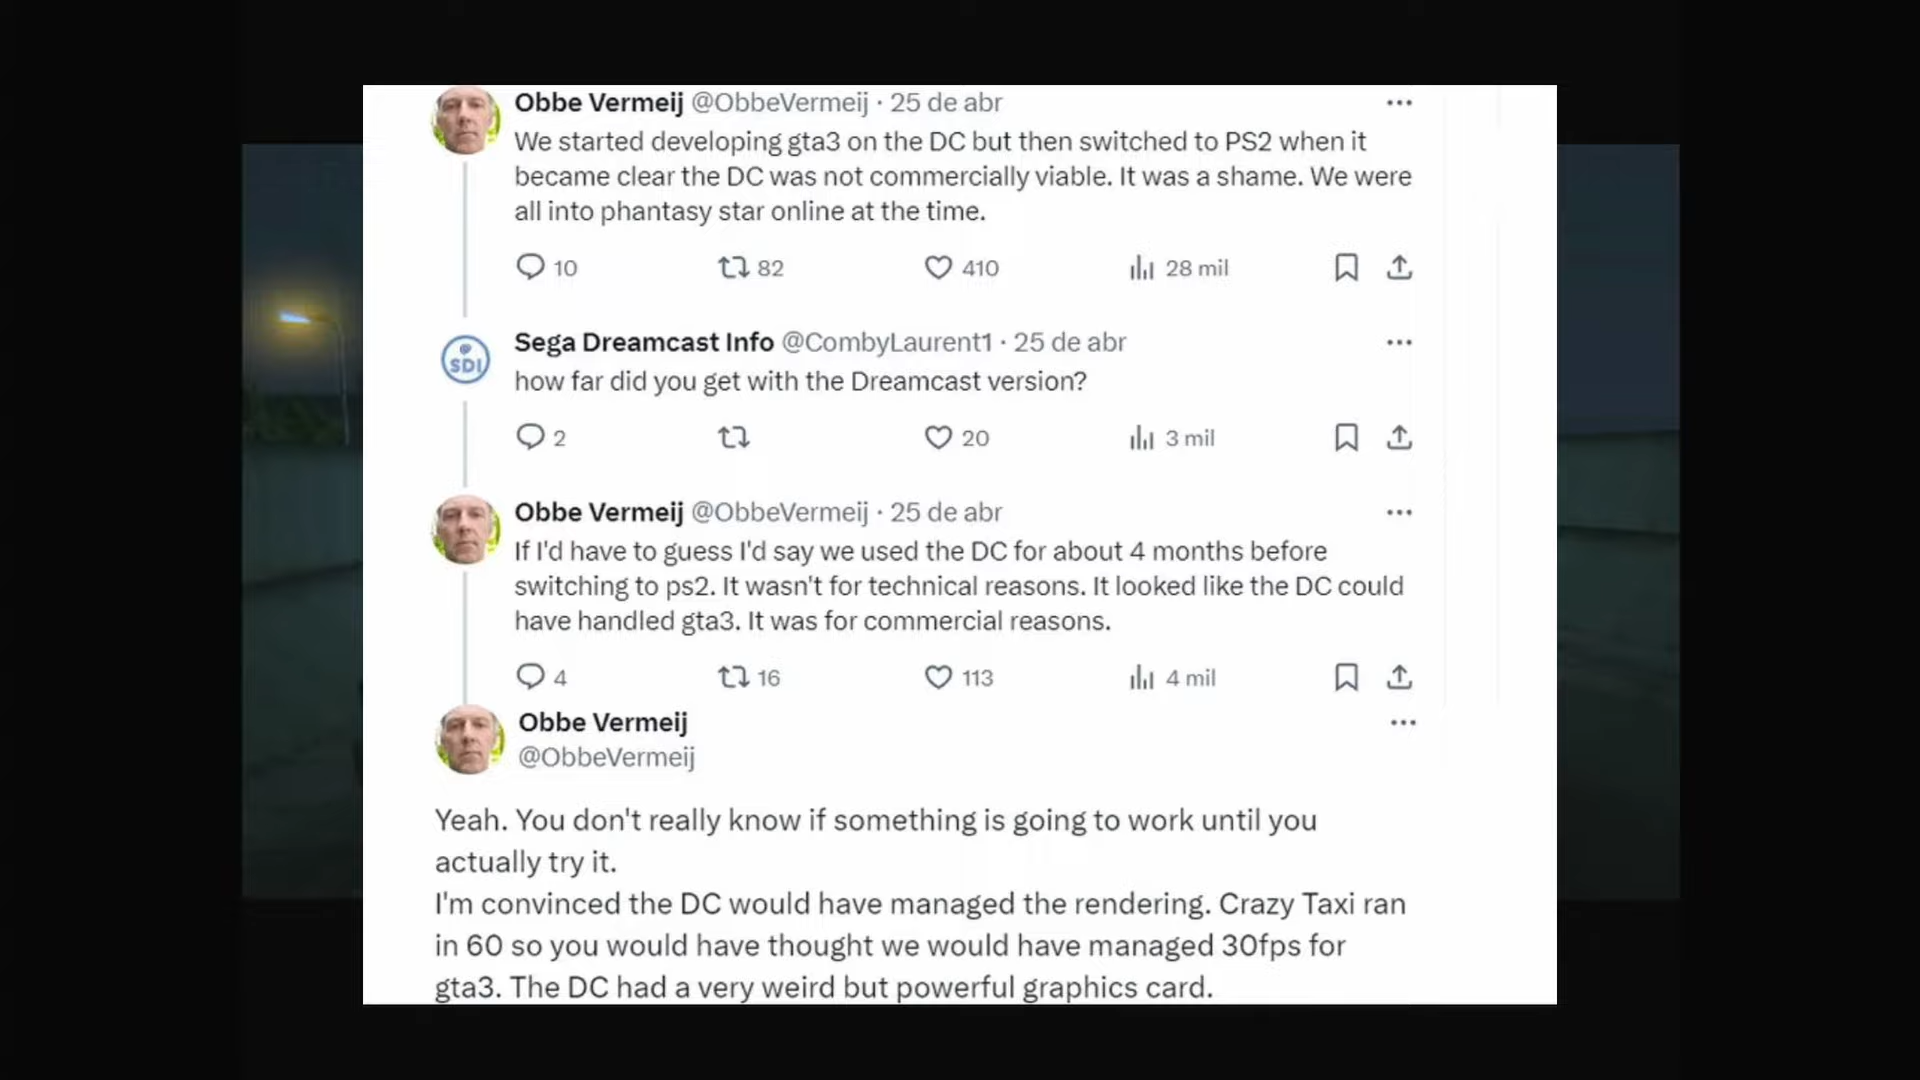 Obbe Vermeij @ObbeVermeij · 25 de abr
We started developing gta3 on the DC but then switched to PS2 when it
became clear the DC was not commercially viable. It was a shame. We were
all into phantasy star online at the time.
10 82 410 28 mil
Sega Dreamcast Info @CombyLaurent1 · 25 de abr
SDI
how far did you get with the Dreamcast version?
2 20 3 mil
Obbe Vermeij @ObbeVermeij · 25 de abr
If I'd have to guess I'd say we used the DC for about 4 months before
switching to ps2. It wasn't for technical reasons. It looked like the DC could
have handled gta3. It was for commercial reasons.
4 16 113 4 mil
Obbe Vermeij
@ObbeVermeij
Yeah. You don't really know if something is going to work until you
actually try it.
I'm convinced the DC would have managed the rendering. Crazy Taxi ran
in 60 so you would have thought we would have managed 30fps for
gta3. The DC had a very weird but powerful graphics card.